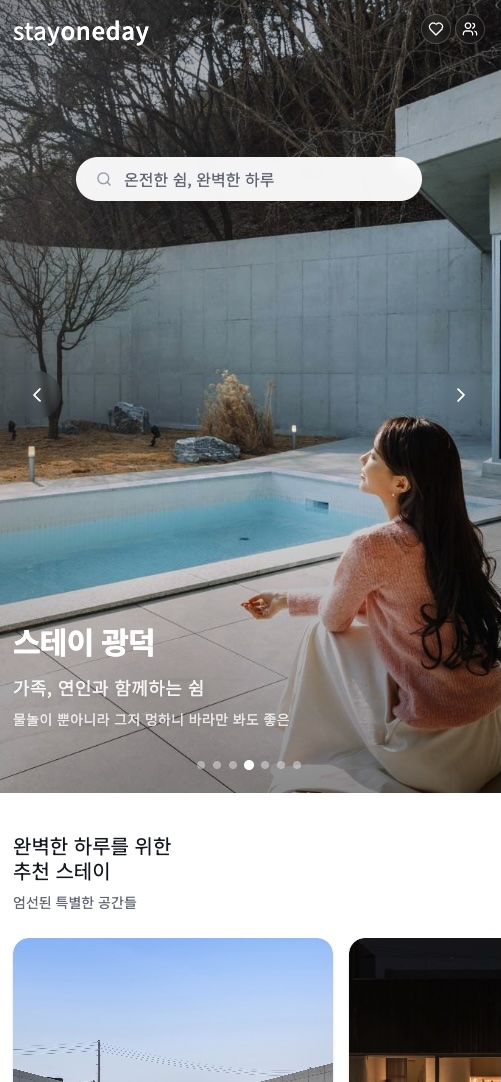 stayoneday
온전한 쉼, 완벽한 하루
스테이 광덕
가족, 연인과 함께하는 쉼
물놀이 뿐아니라 그저 멍하니 바라만 봐도 좋은
완벽한 하루를 위한
추천 스테이
엄선된 특별한 공간들